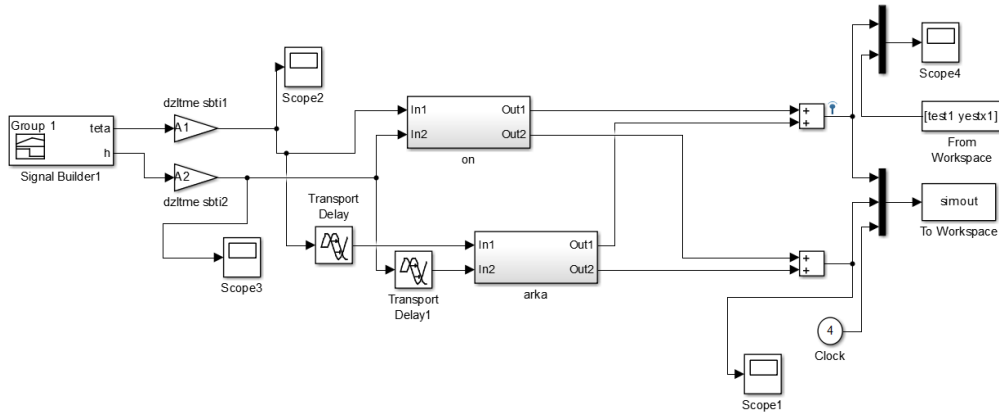 Group 1
teta
h
Signal Builder1
dzltme sbti1
A1
A2
dzltme sbti2
Scope2
Scope3
Transport
Delay
Transport
Delay1
In1
In2
Out1
Out2
on
In1
In2
Out1
Out2
arka
+
+
+
+
Scope4
[test1 yestx1]
From
Workspace
simout
To Workspace
4
Clock
Scope1